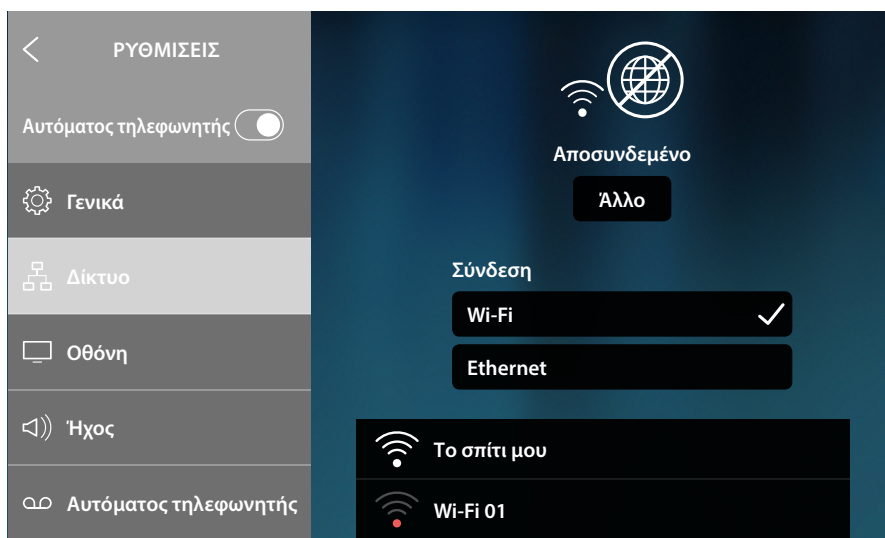 ΡΥΘΜΙΣΕΙΣ
Αυτόματος τηλεφωνητής
Γενικά
Δίκτυο
Οθόνη
Ήχος
Αυτόματος τηλεφωνητής
Αποσυνδεμένο
Άλλο
Σύνδεση
Wi-Fi
Ethernet
Το σπίτι μου
Wi-Fi 01